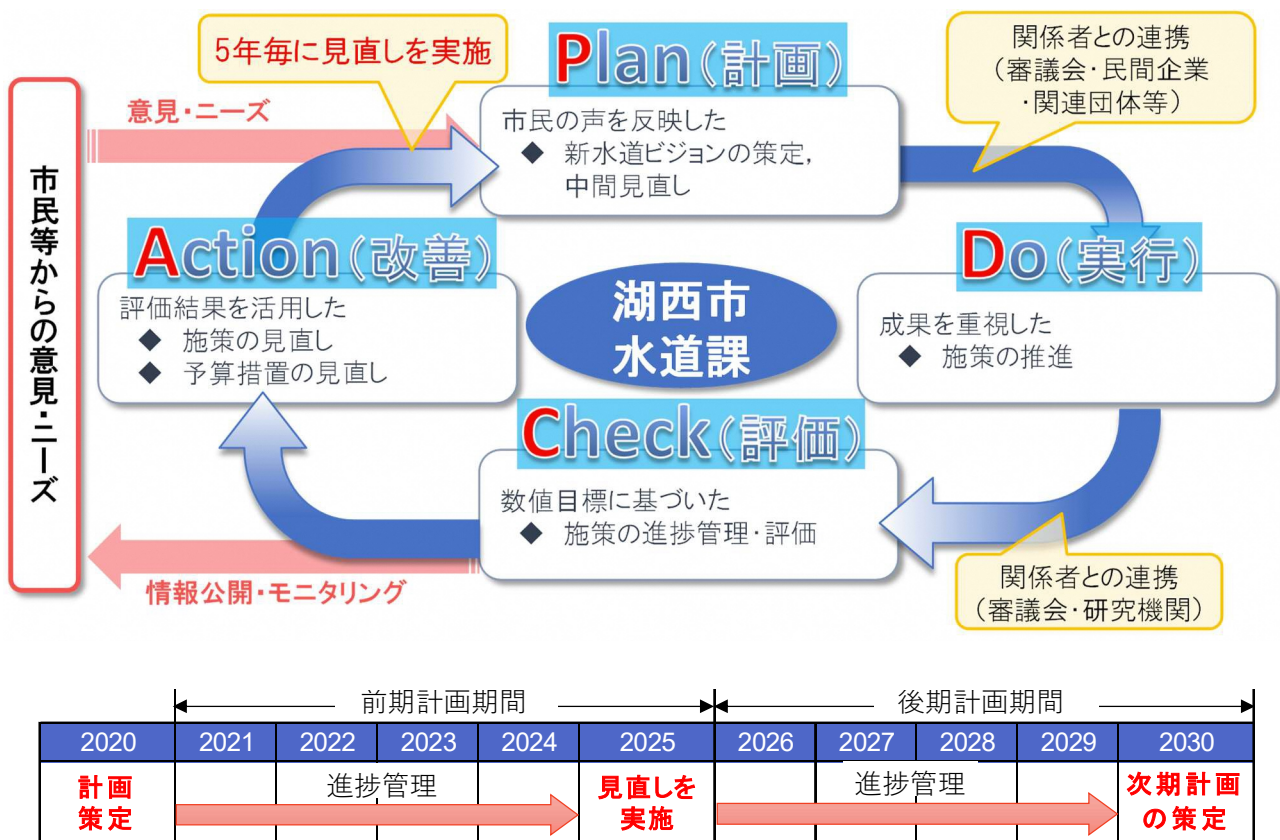 5年毎に見直しを実施
Plan(計画)
関係者との連携
(審議会・民間企業
・関連団体等)
意見・ニーズ
市民の声を反映した
◆ 新水道ビジョンの策定,
中間見直し
市民等からの意見・ニーズ
Action(改善)
評価結果を活用した
◆ 施策の見直し
◆ 予算措置の見直し
湖西市
水道課
Do(実行)
成果を重視した
◆ 施策の推進
Check(評価)
数値目標に基づいた
◆ 施策の進捗管理・評価
情報公開・モニタリング
関係者との連携
(審議会・研究機関)
前期計画期間 後期計画期間
2020 2021 2022 2023 2024 2025 2026 2027 2028 2029 2030
計画 進捗管理 見直しを 進捗管理 次期計画
策定 実施 の策定